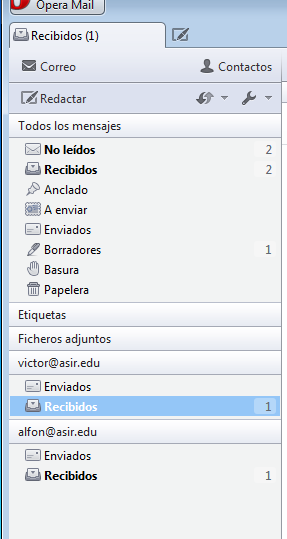 Opera Mail
Recibidos (1)
Correo Contactos
Redactar
Todos los mensajes
No leídos 2
Recibidos 2
Anclado
A enviar
Enviados
Borradores 1
Basura
Papelera
Etiquetas
Ficheros adjuntos
victor@asir.edu
Enviados
Recibidos 1
alfon@asir.edu
Enviados
Recibidos 1